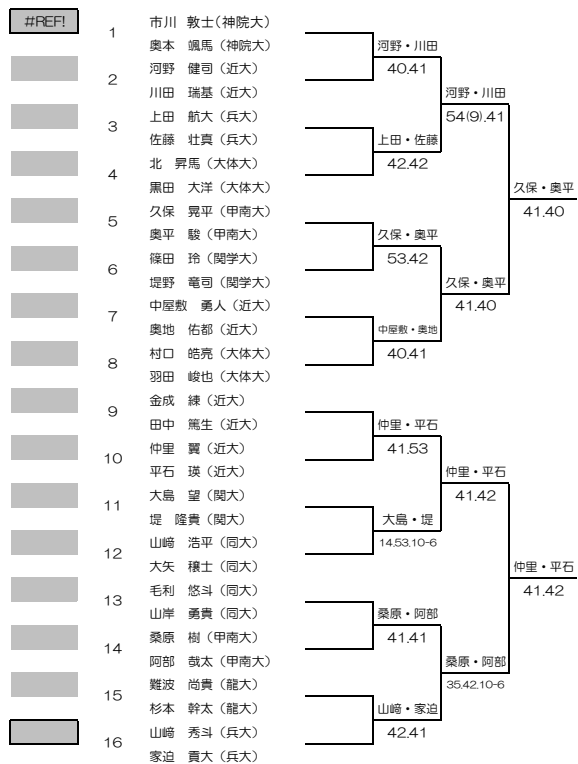 #REF!
1
市川 敦士(神院大)
奥本 颯馬(神院大)
2
河野 健司(近大)
川田 瑞基(近大)
3
上田 航大(兵大)
佐藤 壮真(兵大)
4
北 昇馬(大体大)
黒田 大洋(大体大)
5
久保 晃平(甲南大)
奥平 駿(甲南大)
6
篠田 玲(関学大)
堤野 竜司(関学大)
7
中屋敷 勇人(近大)
奥地 佑都(近大)
8
村口 皓亮(大体大)
羽田 峻也(大体大)
9
金成 練(近大)
田中 篤生(近大)
10
仲里 翼(近大)
平石 瑛(近大)
11
大島 望(関大)
堤 隆貴(関大)
12
山﨑 浩平(同大)
大矢 穣士(同大)
13
毛利 悠斗(同大)
山岸 勇貴(同大)
14
桑原 樹(甲南大)
阿部 哉太(甲南大)
15
難波 尚貴(龍大)
杉本 幹太(龍大)
16
山﨑 秀斗(兵大)
家迫 貢大(兵大)
河野・川田
40.41
上田・佐藤
42.42
久保・奥平
53.42
中屋敷・奥地
40.41
仲里・平石
41.53
大島・堤
14.53.10-6
桑原・阿部
41.41
山﨑・家迫
42.41
河野・川田
54(9).41
久保・奥平
41.40
仲里・平石
41.42
桑原・阿部
35.42.10-6
久保・奥平
41.40
仲里・平石
41.42